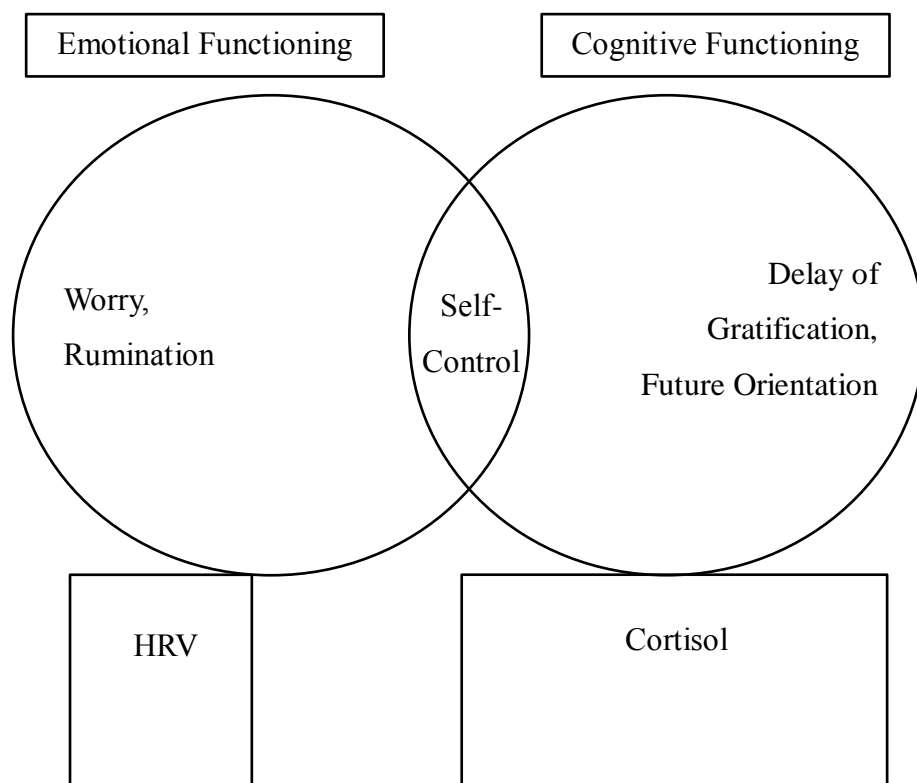 Emotional Functioning
Cognitive Functioning
Worry,
Rumination
Self-
Control
Delay of
Gratification,
Future Orientation
HRV
Cortisol